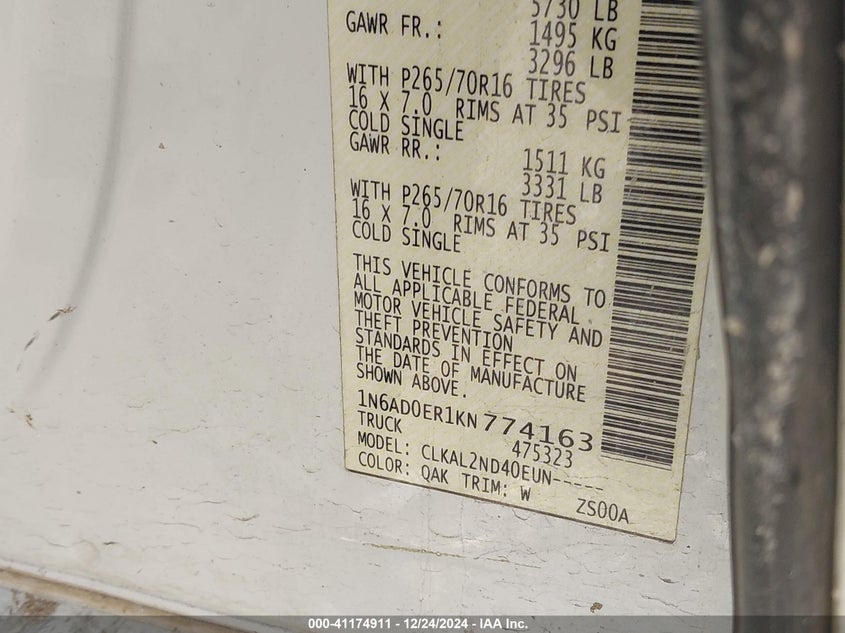 5730 LB
GAWR FR.: 1495 KG
3296 LB
WITH P265/70R16 TIRES
16 X 7.0 RIMS AT 35 PSI
COLD SINGLE
GAWR RR.: 1511 KG
3331 LB
WITH P265/70R16 TIRES
16 X 7.0 RIMS AT 35 PSI
COLD SINGLE
THIS VEHICLE CONFORMS TO
ALL APPLICABLE FEDERAL
MOTOR VEHICLE SAFETY AND
THEFT PREVENTION
STANDARDS IN EFFECT ON
THE DATE OF MANUFACTURE
SHOWN ABOVE.
1N6AD0ER1KN774163
TRUCK 475323
MODEL: CLKAL2ND40EUN-----
COLOR: QAK TRIM: W
ZS00A
000-41174911 - 12/24/2024 - IAA Inc.